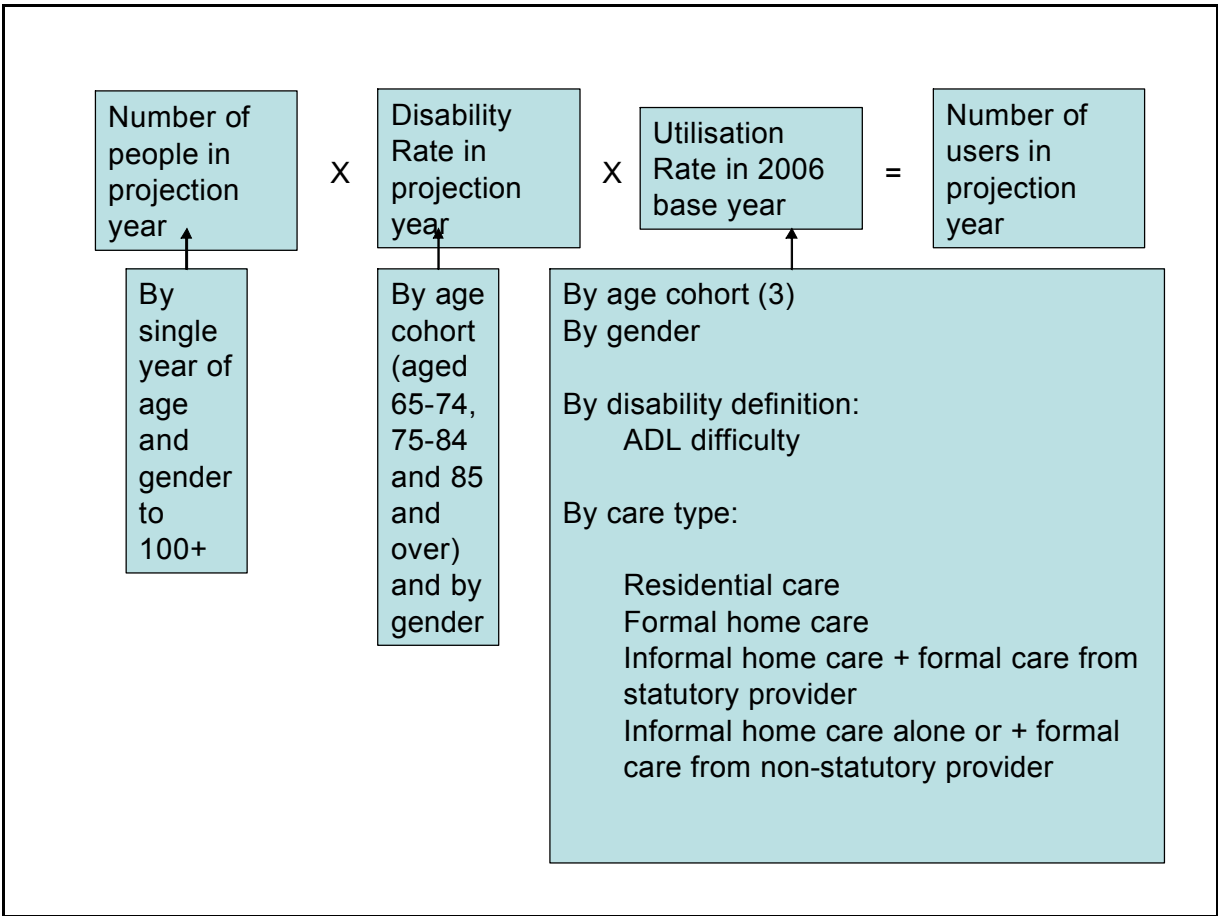 Number of
people in
projection
year
X
Disability
Rate in
projection
year
X
Utilisation
Rate in 2006
base year
=
Number of
users in
projection
year
By
single
year of
age
and
gender
to
100+
By age
cohort
(aged
65-74,
75-84
and 85
and
over)
and by
gender
By age cohort (3)
By gender
By disability definition:
ADL difficulty
By care type:
Residential care
Formal home care
Informal home care + formal care from
statutory provider
Informal home care alone or + formal
care from non-statutory provider